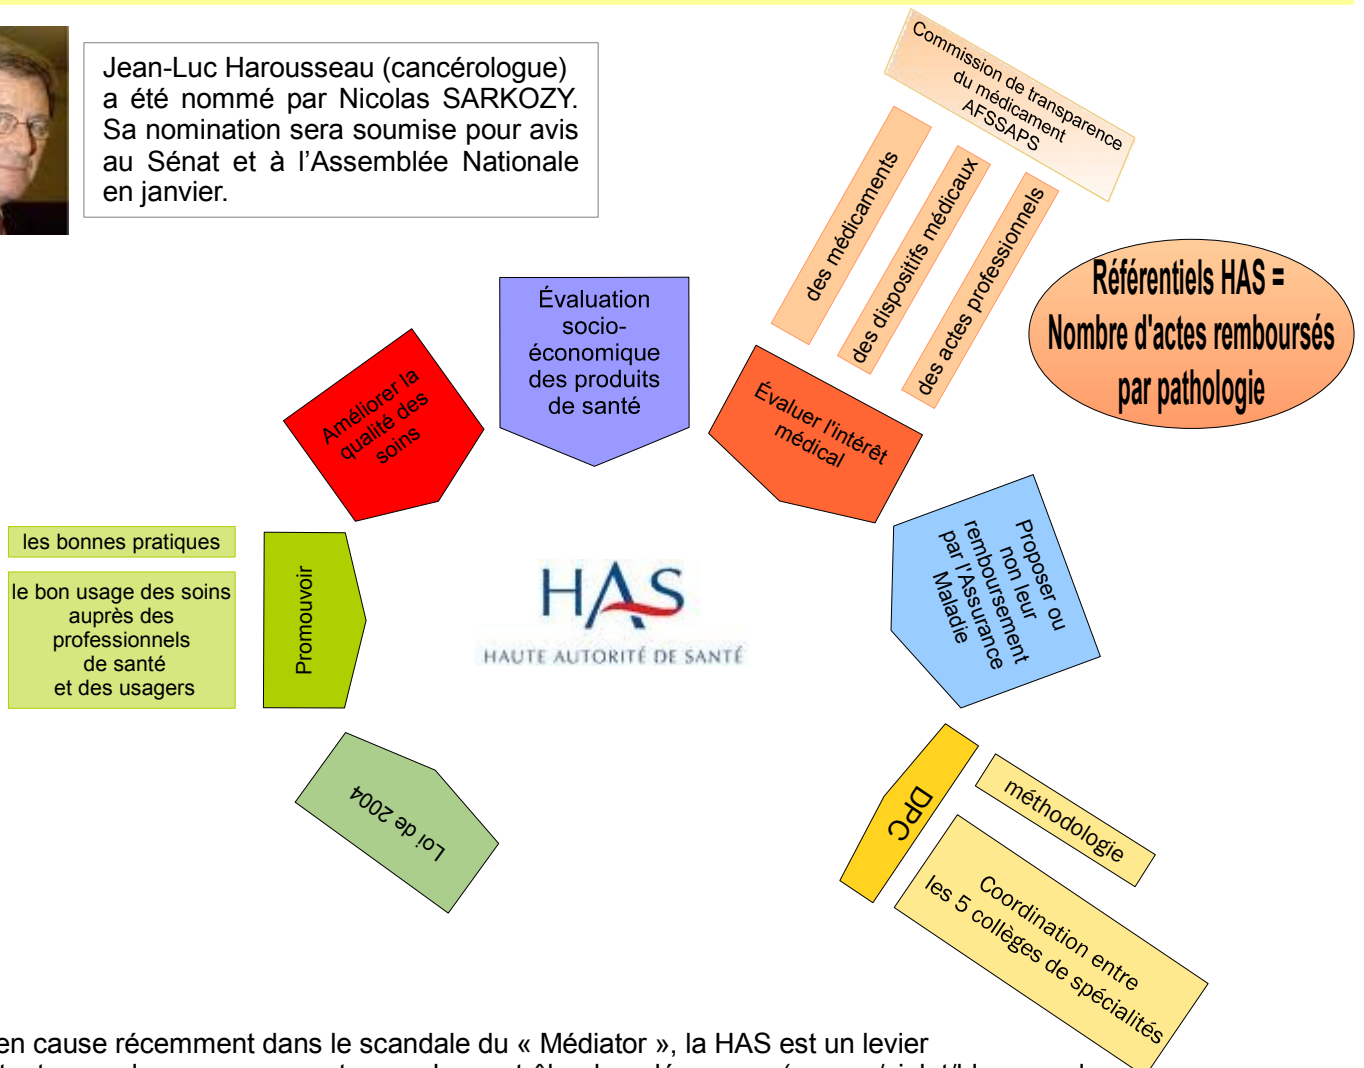 Jean-Luc Harousseau (cancérologue)
a été nommé par Nicolas SARKOZY.
Sa nomination sera soumise pour avis
au Sénat et à l'Assemblée Nationale
en janvier.
Commission de transparence
du médicament
AFSSAPS
des médicaments
des dispositifs médicaux
des actes professionnels
Référentiels HAS =
Nombre d'actes remboursés
par pathologie
Évaluation
socio-
économique
des produits
de santé
Améliorer la
qualité des
soins
Évaluer l'intérêt
médical
Proposer ou
non leur
remboursement
par l'Assurance
Maladie
les bonnes pratiques
le bon usage des soins
auprès des
professionnels
de santé
et des usagers
Promouvoir
HAS
HAUTE AUTORITÉ DE SANTÉ
Loi de 2004
DPC
méthodologie
Coordination entre
les 5 collèges de spécialités
en cause récemment dans le scandale du « Médiator », la HAS est un levier